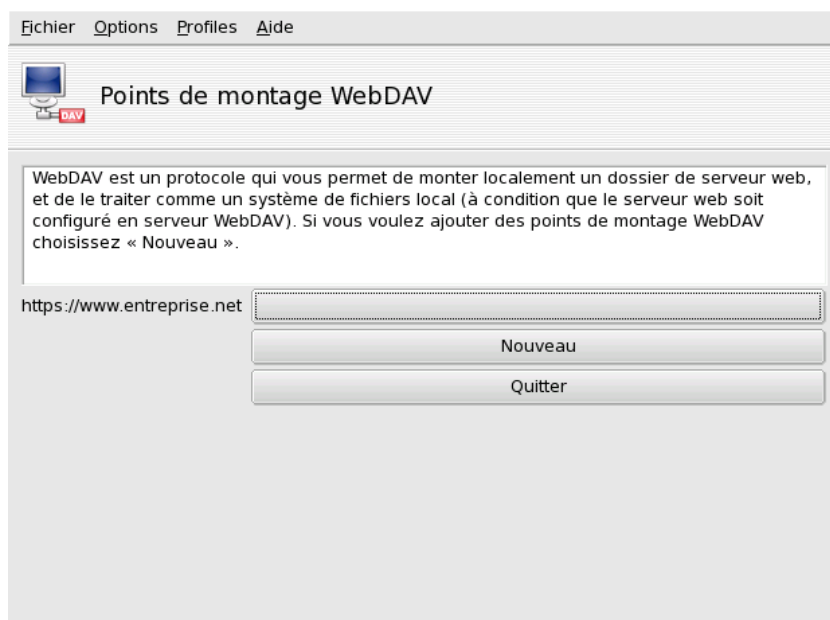 Fichier Options Profiles Aide
Points de montage WebDAV
DAV
WebDAV est un protocole qui vous permet de monter localement un dossier de serveur web,
et de le traiter comme un système de fichiers local (à condition que le serveur web soit
configuré en serveur WebDAV). Si vous voulez ajouter des points de montage WebDAV
choisissez « Nouveau ».
https://www.entreprise.net
Nouveau
Quitter